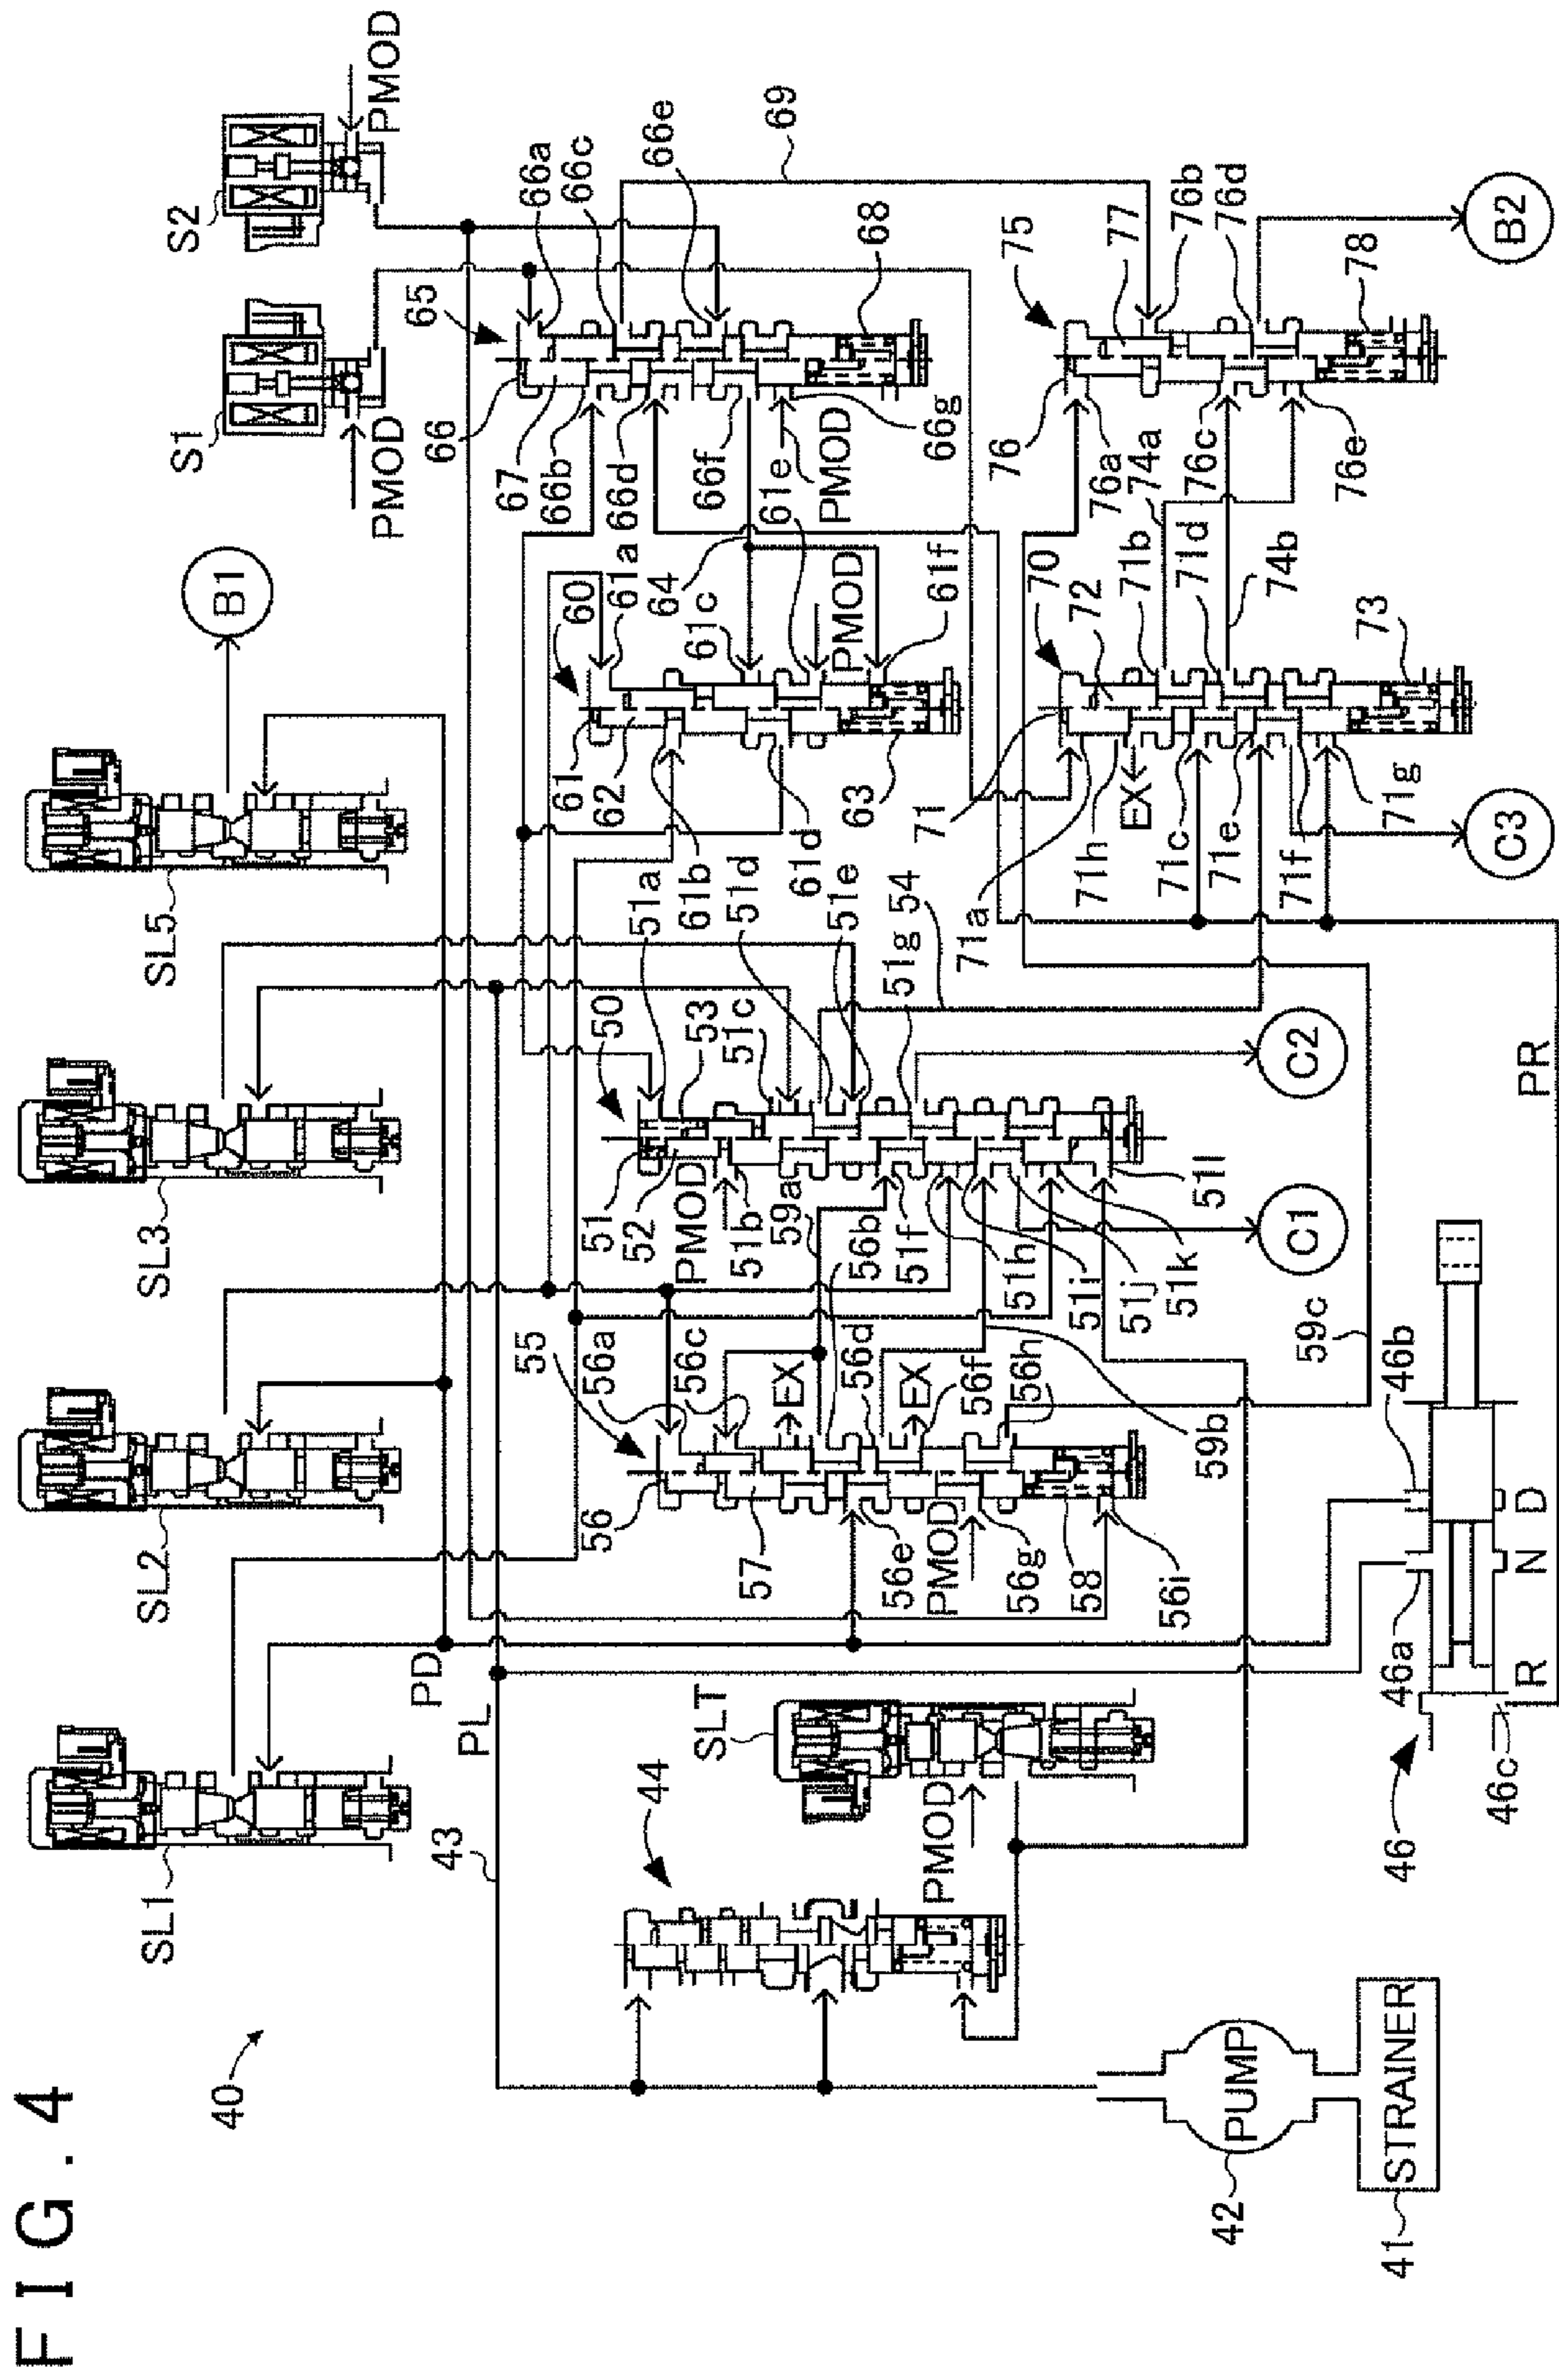 FIG. 4
40
SL1
SL2
SL3
SL5
B1
S1
S2
PMOD
PMOD
43
PL
PD
44
SLT
PMOD
55
56
56a
56c
57
EX
56b
56d
56e
EX
PMOD
56f
56g
56h
58
56i
59a
59b
59c
50
51
52
53
51a
PMOD
51b
51c
51d
51e
51f
51g
51h
51i
51j
51k
51l
54
60
61
62
61a
61b
61c
61d
61e
61f
PMOD
63
64
65
66
67
66a
66b
66c
66d
66e
66f
66g
PMOD
68
69
70
71
72
71a
71h
EX
71b
71c
71d
71e
71f
71g
73
74a
74b
75
76
77
76a
76b
76c
76d
76e
78
C1
C2
C3
B2
PR
46
46a
46b
46c
R
N
D
42
PUMP
41
STRAINER